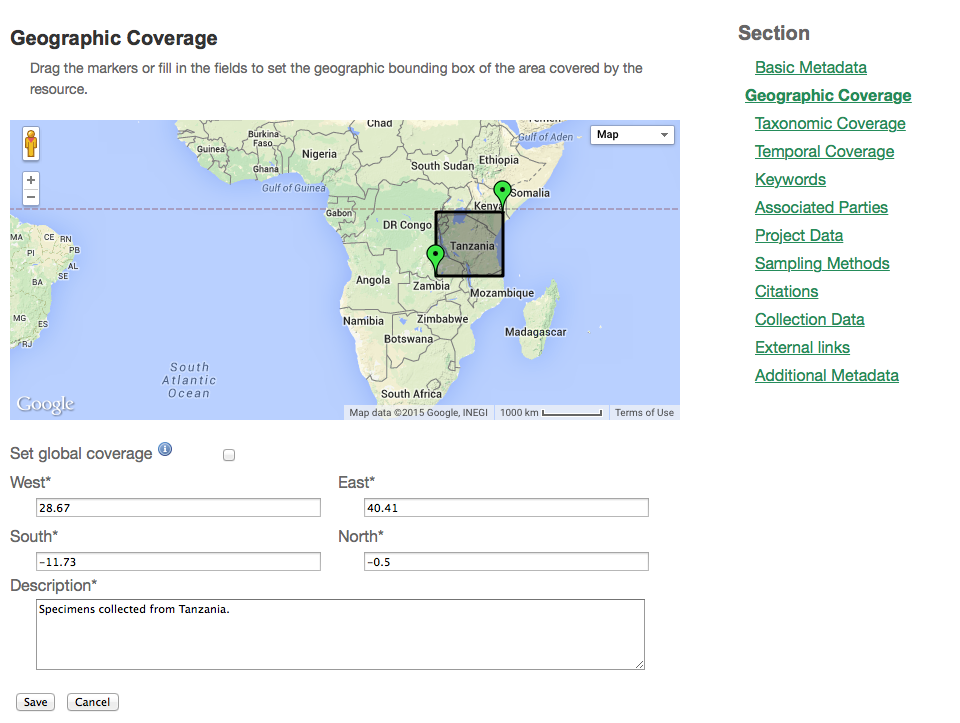 Geographic Coverage
Drag the markers or fill in the fields to set the geographic bounding box of the area covered by the
resource.
Chad
Yemen
Gulf of Aden
Map
Burkina
Faso
Guinea
Nigeria
Ghana
South Sudan
Ethiopia
Gulf of Guinea
Somalia
Kenya
Gabon
DR Congo
Tanzania
MA
CE
RN
PI
PB
AL
SE
BA
Angola
Zambia
Mozambique
MG
ES
Namibia
Zimbabwe
Botswana
Madagascar
RJ
South
Atlantic
Ocean
South Africa
Google
Map data ©2015 Google, INEGI
1000 km
Terms of Use
Set global coverage
West*
East*
28.67
40.41
South*
North*
-11.73
-0.5
Description*
Specimens collected from Tanzania.
Save
Cancel
Section
Basic Metadata
Geographic Coverage
Taxonomic Coverage
Temporal Coverage
Keywords
Associated Parties
Project Data
Sampling Methods
Citations
Collection Data
External links
Additional Metadata